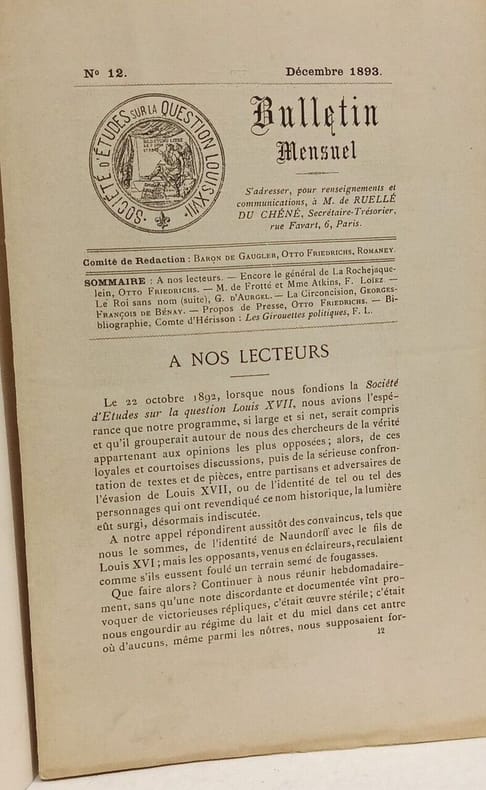 Nº 12.
Décembre 1893.
SOCIÉTÉ D'ÉTUDES SUR LA QUESTION LOUIS XVII
Bulletin
Mensuel
S'adresser, pour renseignements et
communications, à M. de RUELLÉ
DU CHÉNÉ, Secrétaire-Trésorier,
rue Favart, 6, Paris.
Comité de Redaction : BARON DE GAUGLER, OTTO FRIEDRICHS, ROMANEY.
SOMMAIRE : A nos lecteurs. — Encore le général de La Rochejaque-
lein, OTTO FRIEDRICHS. — M. de Frotté et Mme Atkins, F. LOÏEZ. —
Le Roi sans nom (suite), G. D'AURGEL. — La Circoncision, GEORGES-
FRANÇOIS DE BÉNAY. — Propos de Presse, OTTO FRIEDRICHS. — Bi-
bliographie, Comte d'Hérisson : Les Girouettes politiques, F. L.
A NOS LECTEURS
Le 22 octobre 1892, lorsque nous fondions la Société
d'Etudes sur la question Louis XVII, nous avions l'espé-
rance que notre programme, si large et si net, serait compris
et qu'il grouperait autour de nous des chercheurs de la vérité
appartenant aux opinions les plus opposées ; alors, de ces
loyales et courtoises discussions, puis de la sérieuse confron-
tation de textes et de pièces, entre partisans et adversaires de
l'évasion de Louis XVII, ou de l'identité de tel ou tel des
personnages qui ont revendiqué ce nom historique, la lumière
eût surgi, désormais indiscutée.
A notre appel répondirent aussitôt des convaincus, tels que
nous le sommes, de l'identité de Naundorff avec le fils de
Louis XVI ; mais les opposants, venus en éclaireurs, reculaient
comme s'ils eussent foulé un terrain semé de fougasses.
Que faire alors ? Continuer à nous réunir hebdomadaire-
ment, sans qu'une note discordante et documentée vînt pro-
voquer de victorieuses répliques, c'était œuvre stérile ; c'était
nous engourdir au régime du lait et du miel dans cet antre
où d'aucuns, même parmi les nôtres, nous supposaient for-
12